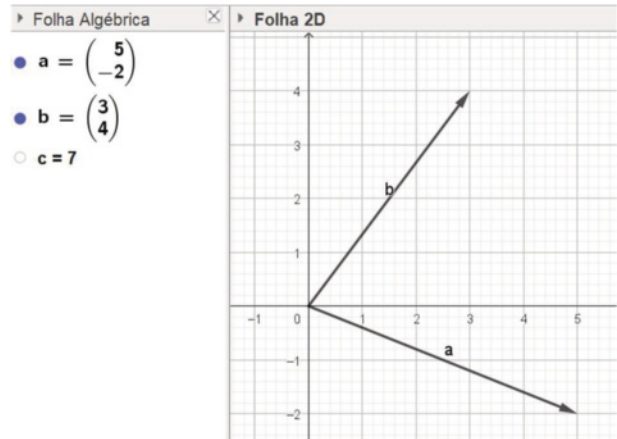 Folha Algébrica
a = ( 5
-2 )
b = ( 3
4 )
c = 7
Folha 2D
4
3
b
2
1
-1 0 1 2 3 4 5
a
-1
-2